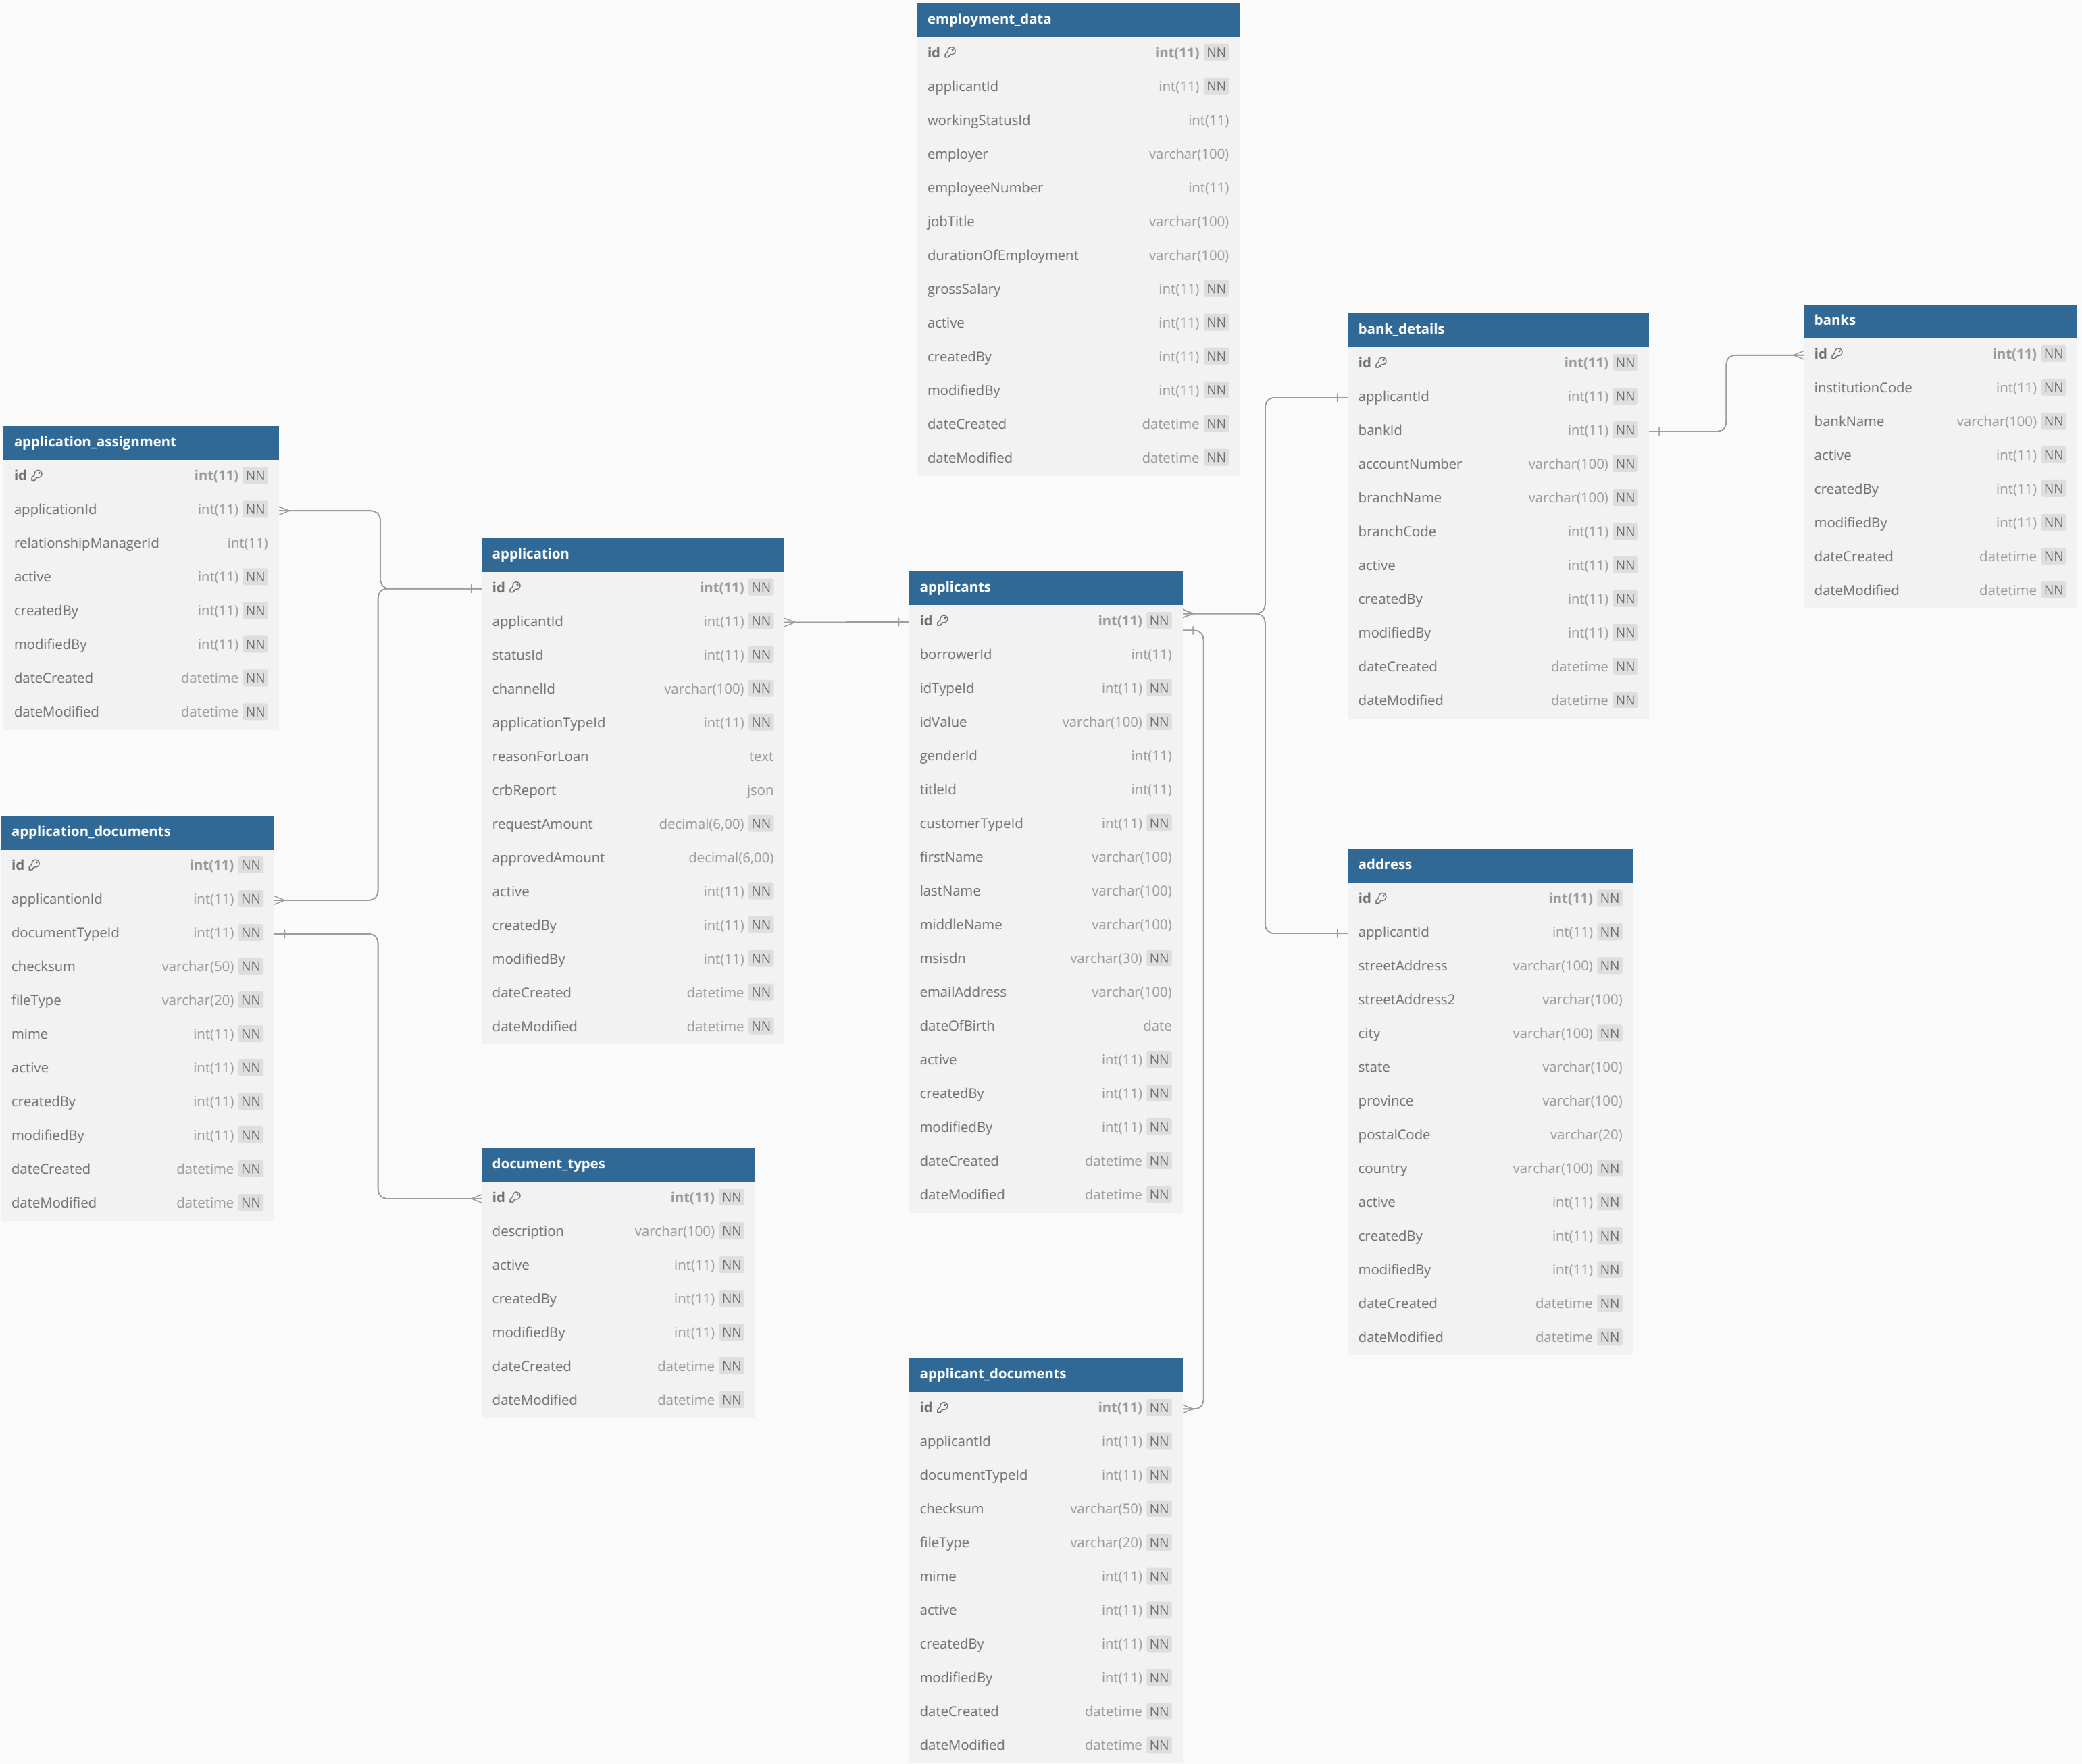 employment_data
id int(11) NN
applicantId int(11) NN
workingStatusId int(11)
employer varchar(100)
employeeNumber int(11)
jobTitle varchar(100)
durationOfEmployment varchar(100)
grossSalary int(11) NN
active int(11) NN
createdBy int(11) NN
modifiedBy int(11) NN
dateCreated datetime NN
dateModified datetime NN
bank_details
id int(11) NN
applicantId int(11) NN
bankId int(11) NN
accountNumber varchar(100) NN
branchName varchar(100) NN
branchCode int(11) NN
active int(11) NN
createdBy int(11) NN
modifiedBy int(11) NN
dateCreated datetime NN
dateModified datetime NN
banks
id int(11) NN
institutionCode int(11) NN
bankName varchar(100) NN
active int(11) NN
createdBy int(11) NN
modifiedBy int(11) NN
dateCreated datetime NN
dateModified datetime NN
application_assignment
id int(11) NN
applicationId int(11) NN
relationshipManagerId int(11)
active int(11) NN
createdBy int(11) NN
modifiedBy int(11) NN
dateCreated datetime NN
dateModified datetime NN
application
id int(11) NN
applicantId int(11) NN
statusId int(11) NN
channelId varchar(100) NN
applicationTypeId int(11) NN
reasonForLoan text
crbReport json
requestAmount decimal(6,00) NN
approvedAmount decimal(6,00)
active int(11) NN
createdBy int(11) NN
modifiedBy int(11) NN
dateCreated datetime NN
dateModified datetime NN
applicants
id int(11) NN
borrowerId int(11)
idTypeId int(11) NN
idValue varchar(100) NN
genderId int(11)
titleId int(11)
customerTypeId int(11) NN
firstName varchar(100)
lastName varchar(100)
middleName varchar(100)
msisdn varchar(30) NN
emailAddress varchar(100)
dateOfBirth date
active int(11) NN
createdBy int(11) NN
modifiedBy int(11) NN
dateCreated datetime NN
dateModified datetime NN
application_documents
id int(11) NN
applicantionId int(11) NN
documentTypeId int(11) NN
checksum varchar(50) NN
fileType varchar(20) NN
mime int(11) NN
active int(11) NN
createdBy int(11) NN
modifiedBy int(11) NN
dateCreated datetime NN
dateModified datetime NN
address
id int(11) NN
applicantId int(11) NN
streetAddress varchar(100) NN
streetAddress2 varchar(100)
city varchar(100) NN
state varchar(100)
province varchar(100)
postalCode varchar(20)
country varchar(100) NN
active int(11) NN
createdBy int(11) NN
modifiedBy int(11) NN
dateCreated datetime NN
dateModified datetime NN
document_types
id int(11) NN
description varchar(100) NN
active int(11) NN
createdBy int(11) NN
modifiedBy int(11) NN
dateCreated datetime NN
dateModified datetime NN
applicant_documents
id int(11) NN
applicantId int(11) NN
documentTypeId int(11) NN
checksum varchar(50) NN
fileType varchar(20) NN
mime int(11) NN
active int(11) NN
createdBy int(11) NN
modifiedBy int(11) NN
dateCreated datetime NN
dateModified datetime NN